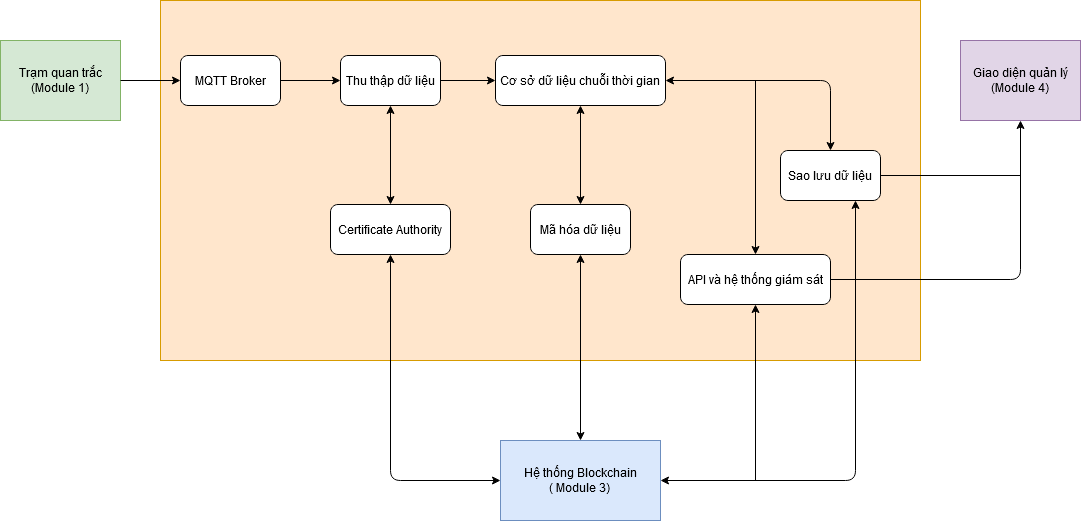 Trạm quan trắc
(Module 1)
MQTT Broker
Thu thập dữ liệu
Cơ sở dữ liệu chuỗi thời gian
Giao diện quản lý
(Module 4)
Sao lưu dữ liệu
Certificate Authority
Mã hóa dữ liệu
API và hệ thống giám sát
Hệ thống Blockchain
( Module 3)